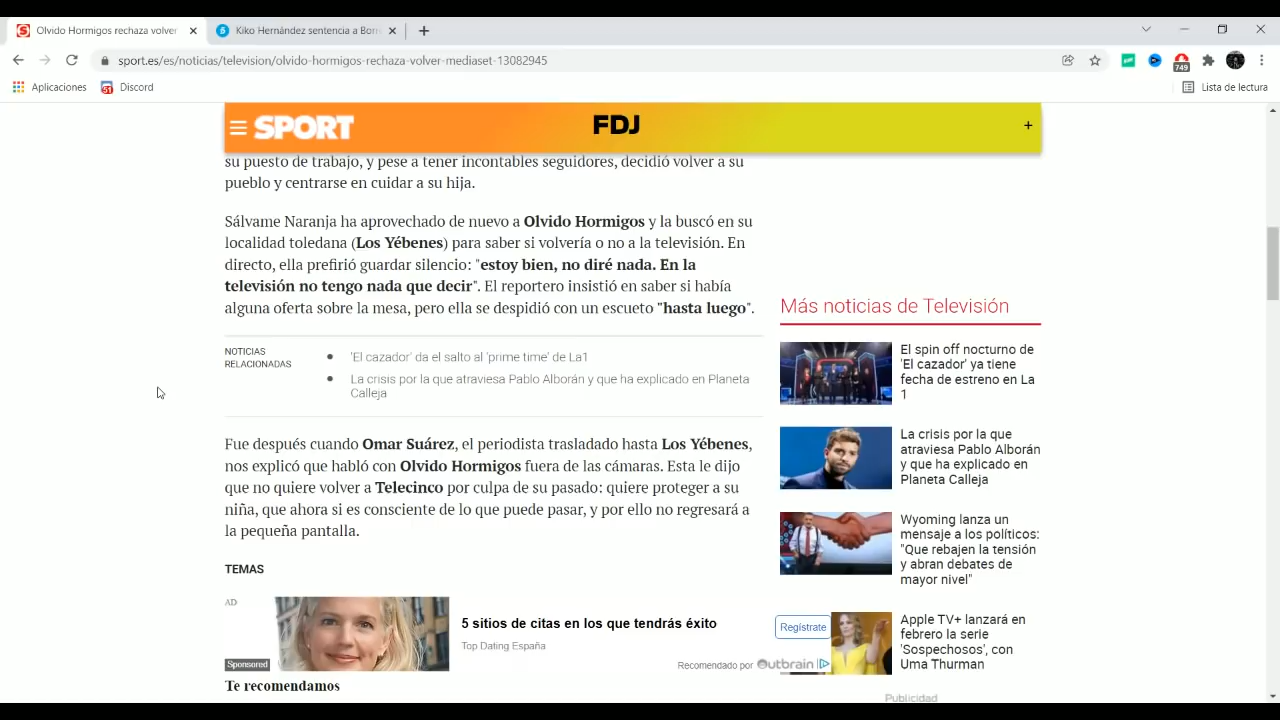 Olvido Hormigos rechaza volver
Kiko Hernández sentencia a Bor
sport.es/es/noticias/television/olvido-hormigos-rechaza-volver-mediaset-13082945
749
Aplicaciones
Discord
Lista de lectura
SPORT
FDJ
+
su puesto de trabajo, y pese a tener incontables seguidores, decidió volver a su
pueblo y centrarse en cuidar a su hija.
Sálvame Naranja ha aprovechado de nuevo a Olvido Hormigos y la buscó en su
localidad toledana (Los Yébenes) para saber si volvería o no a la televisión. En
directo, ella prefirió guardar silencio: "estoy bien, no diré nada. En la
televisión no tengo nada que decir". El reportero insistió en saber si había
alguna oferta sobre la mesa, pero ella se despidió con un escueto "hasta luego".
NOTICIAS
RELACIONADAS
'El cazador' da el salto al 'prime time' de La1
La crisis por la que atraviesa Pablo Alborán y que ha explicado en Planeta
Calleja
Fue después cuando Omar Suárez, el periodista trasladado hasta Los Yébenes,
nos explicó que habló con Olvido Hormigos fuera de las cámaras. Esta le dijo
que no quiere volver a Telecinco por culpa de su pasado: quiere proteger a su
niña, que ahora si es consciente de lo que puede pasar, y por ello no regresará a
la pequeña pantalla.
TEMAS
AD
5 sitios de citas en los que tendrás éxito
Top Dating España
Sponsored
Regístrate
Recomendado por Outbrain
Te recomendamos
Más noticias de Televisión
El spin off nocturno de
'El cazador' ya tiene
fecha de estreno en La
1
La crisis por la que
atraviesa Pablo Alborán
y que ha explicado en
Planeta Calleja
Wyoming lanza un
mensaje a los políticos:
"Que rebajen la tensión
y abran debates de
mayor nivel"
Apple TV+ lanzará en
febrero la serie
'Sospechosos', con
Uma Thurman
Publicidad